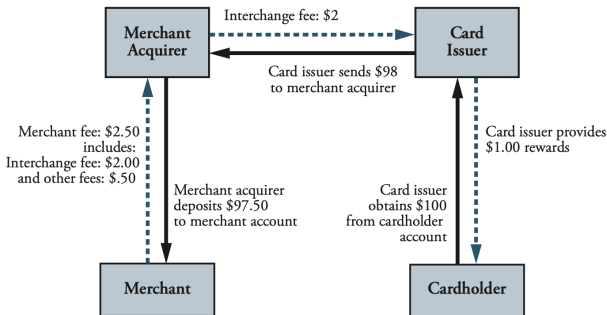 Interchange fee: $2
Merchant
Acquirer
Card
Issuer
Card issuer sends $98
to merchant acquirer
Merchant fee: $2.50
includes:
Interchange fee: $2.00
and other fees: $.50
Merchant acquirer
deposits $97.50
to merchant account
Card issuer
obtains $100
from cardholder
account
Card issuer provides
$1.00 rewards
Merchant
Cardholder